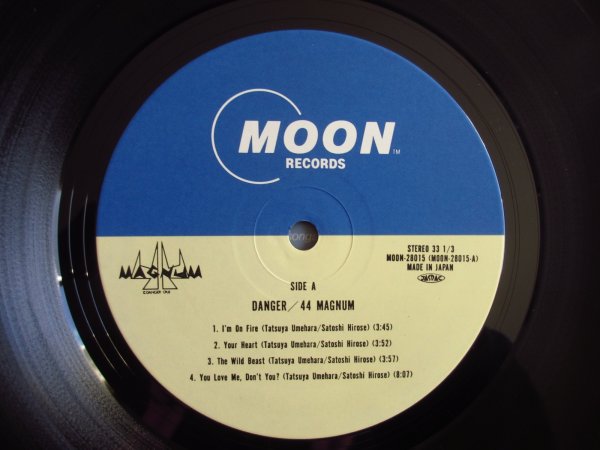 MOON
TM
RECORDS
STEREO 33 1/3
MOON-28015 (MOON-28015-A)
MADE IN JAPAN
JASRAC
44
MAGNUM
SIDE A
DANGER/44 MAGNUM
1. I'm On Fire (Tatsuya Umehara/Satoshi Hirose) (3:45)
2. Your Heart (Tatsuya Umehara/Satoshi Hirose) (3:52)
3. The Wild Beast (Tatsuya Umehara/Satoshi Hirose) (3:57)
4. You Love Me, Don't You? (Tatsuya Umehara/Satoshi Hirose) (8:07)